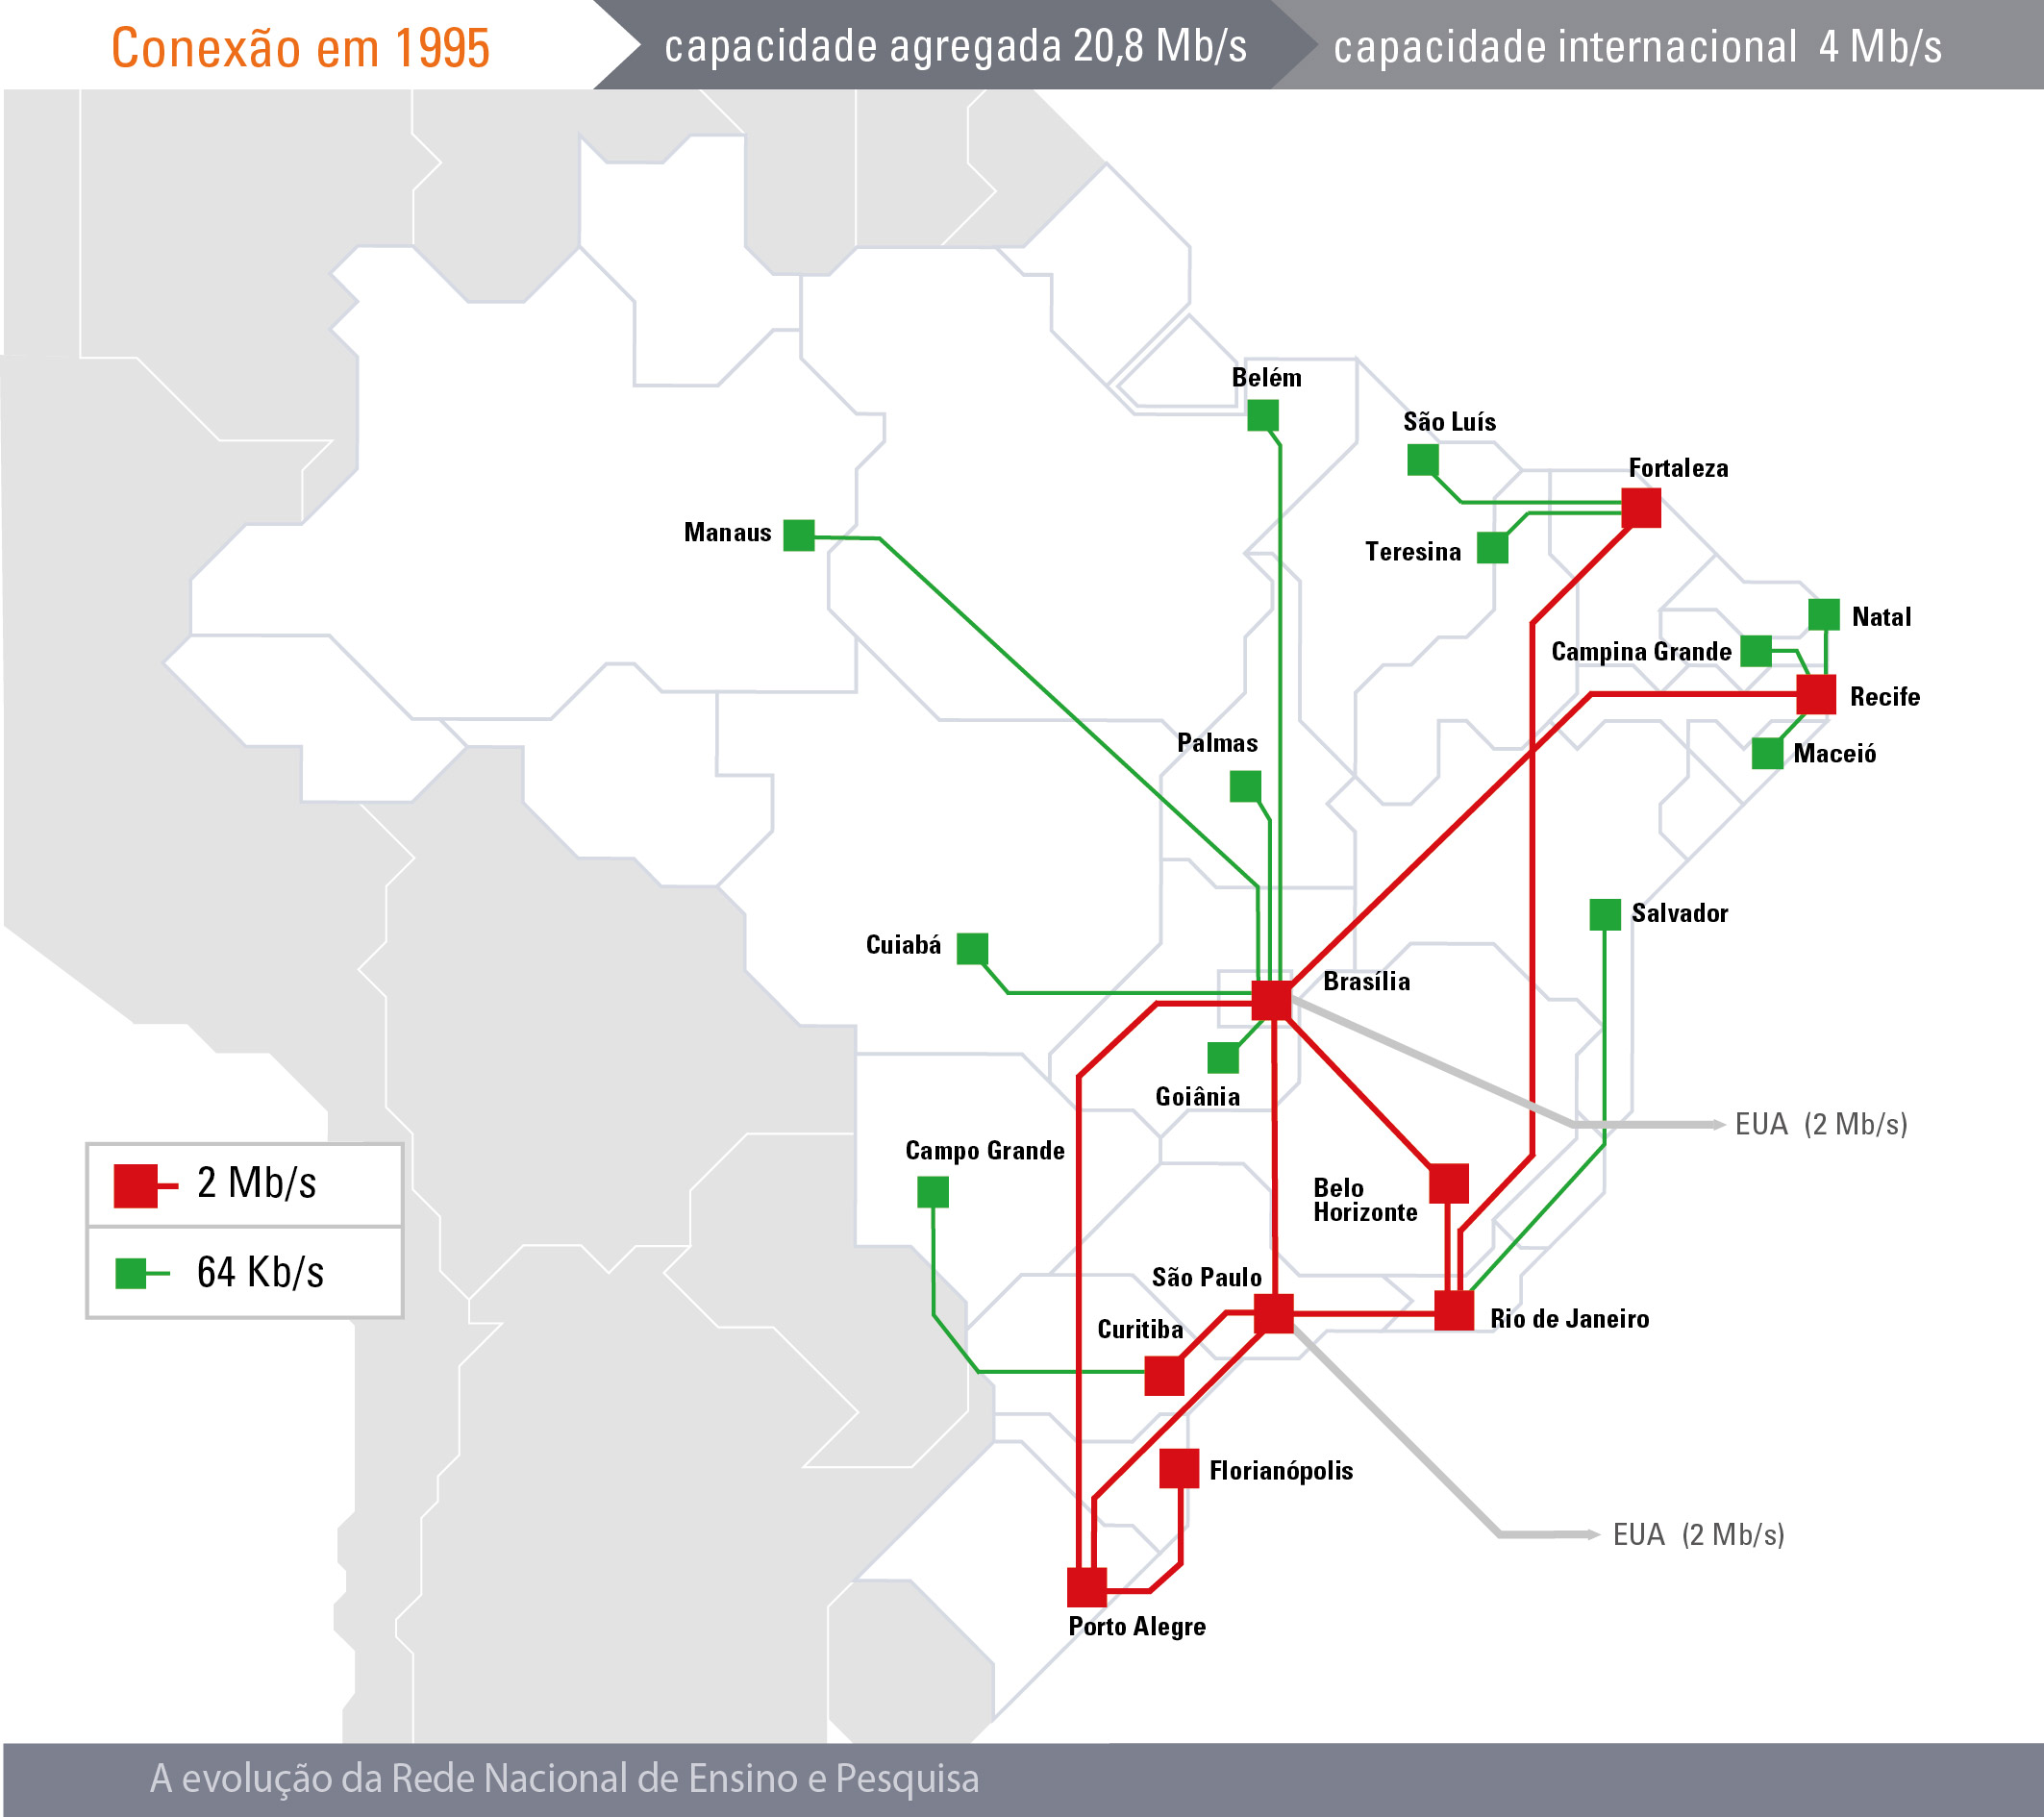 Conexão em 1995
capacidade agregada 20,8 Mb/s
capacidade internacional 4 Mb/s
Belém
São Luís
Fortaleza
Manaus
Teresina
Natal
Campina Grande
Recife
Palmas
Maceió
Salvador
Cuiabá
Brasília
Goiânia
EUA (2 Mb/s)
Campo Grande
2 Mb/s
Belo
Horizonte
64 Kb/s
São Paulo
Rio de Janeiro
Curitiba
Florianópolis
EUA (2 Mb/s)
Porto Alegre
A evolução da Rede Nacional de Ensino e Pesquisa